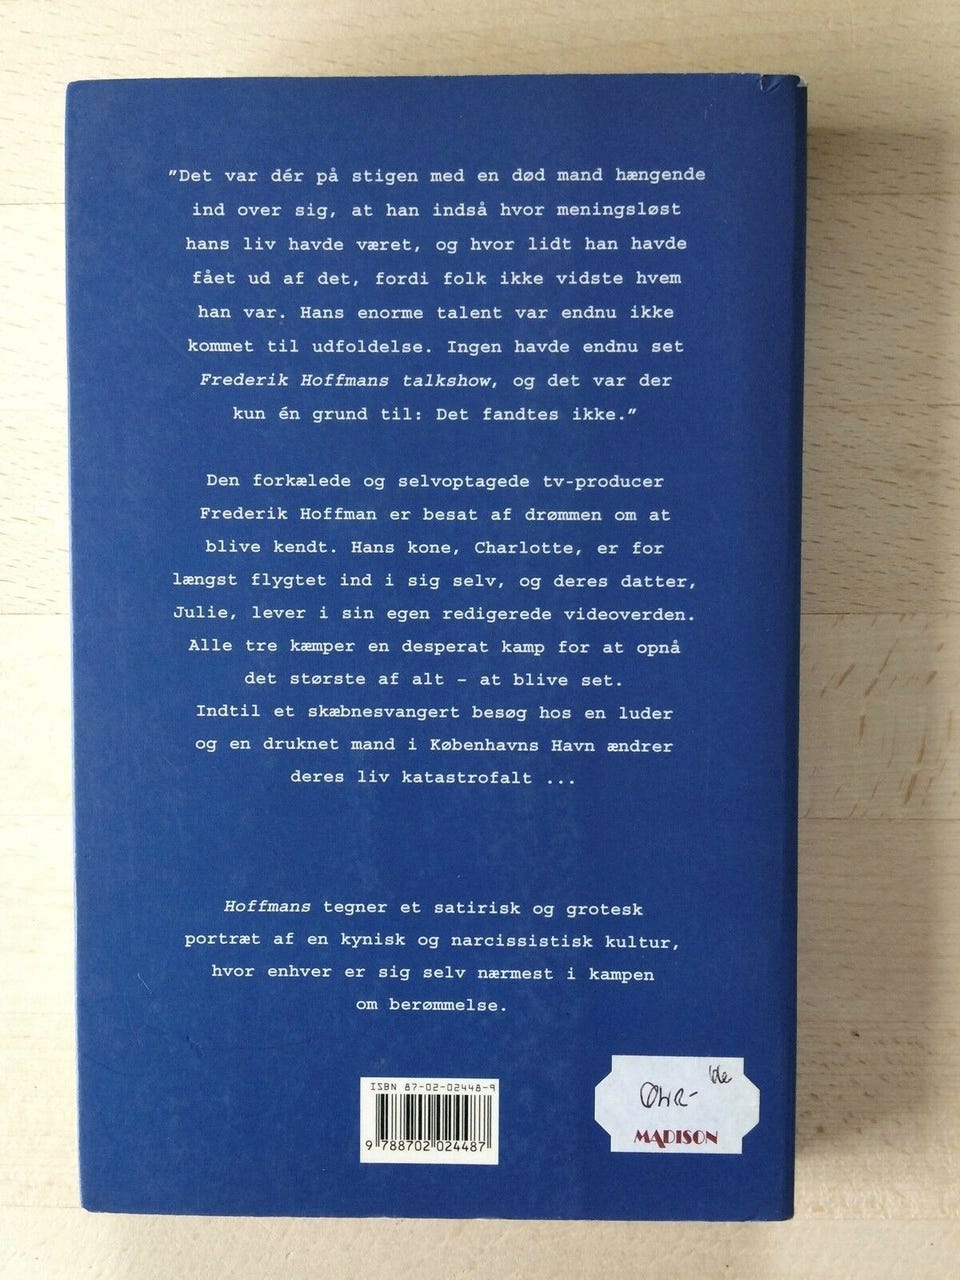 ”Det var dér på stigen med en død mand hængende
ind over sig, at han indså hvor meningsløst
hans liv havde været, og hvor lidt han havde
fået ud af det, fordi folk ikke vidste hvem
han var. Hans enorme talent var endnu ikke
kommet til udfoldelse. Ingen havde endnu set
Frederik Hoffmans talkshow, og det var der
kun én grund til: Det fandtes ikke.”
Den forkælede og selvoptagede tv-producer
Frederik Hoffman er besat af drømmen om at
blive kendt. Hans kone, Charlotte, er for
længst flygtet ind i sig selv, og deres datter,
Julie, lever i sin egen redigerede videoverden.
Alle tre kæmper en desperat kamp for at opnå
det største af alt – at blive set.
Indtil et skæbnesvangert besøg hos en luder
og en druknet mand i Københavns Havn ændrer
deres liv katastrofalt ...
Hoffmans tegner et satirisk og grotesk
portræt af en kynisk og narcissistisk kultur,
hvor enhver er sig selv nærmest i kampen
om berømmelse.
ISBN 87-02-02448-9
9 788702 024487
MADISON